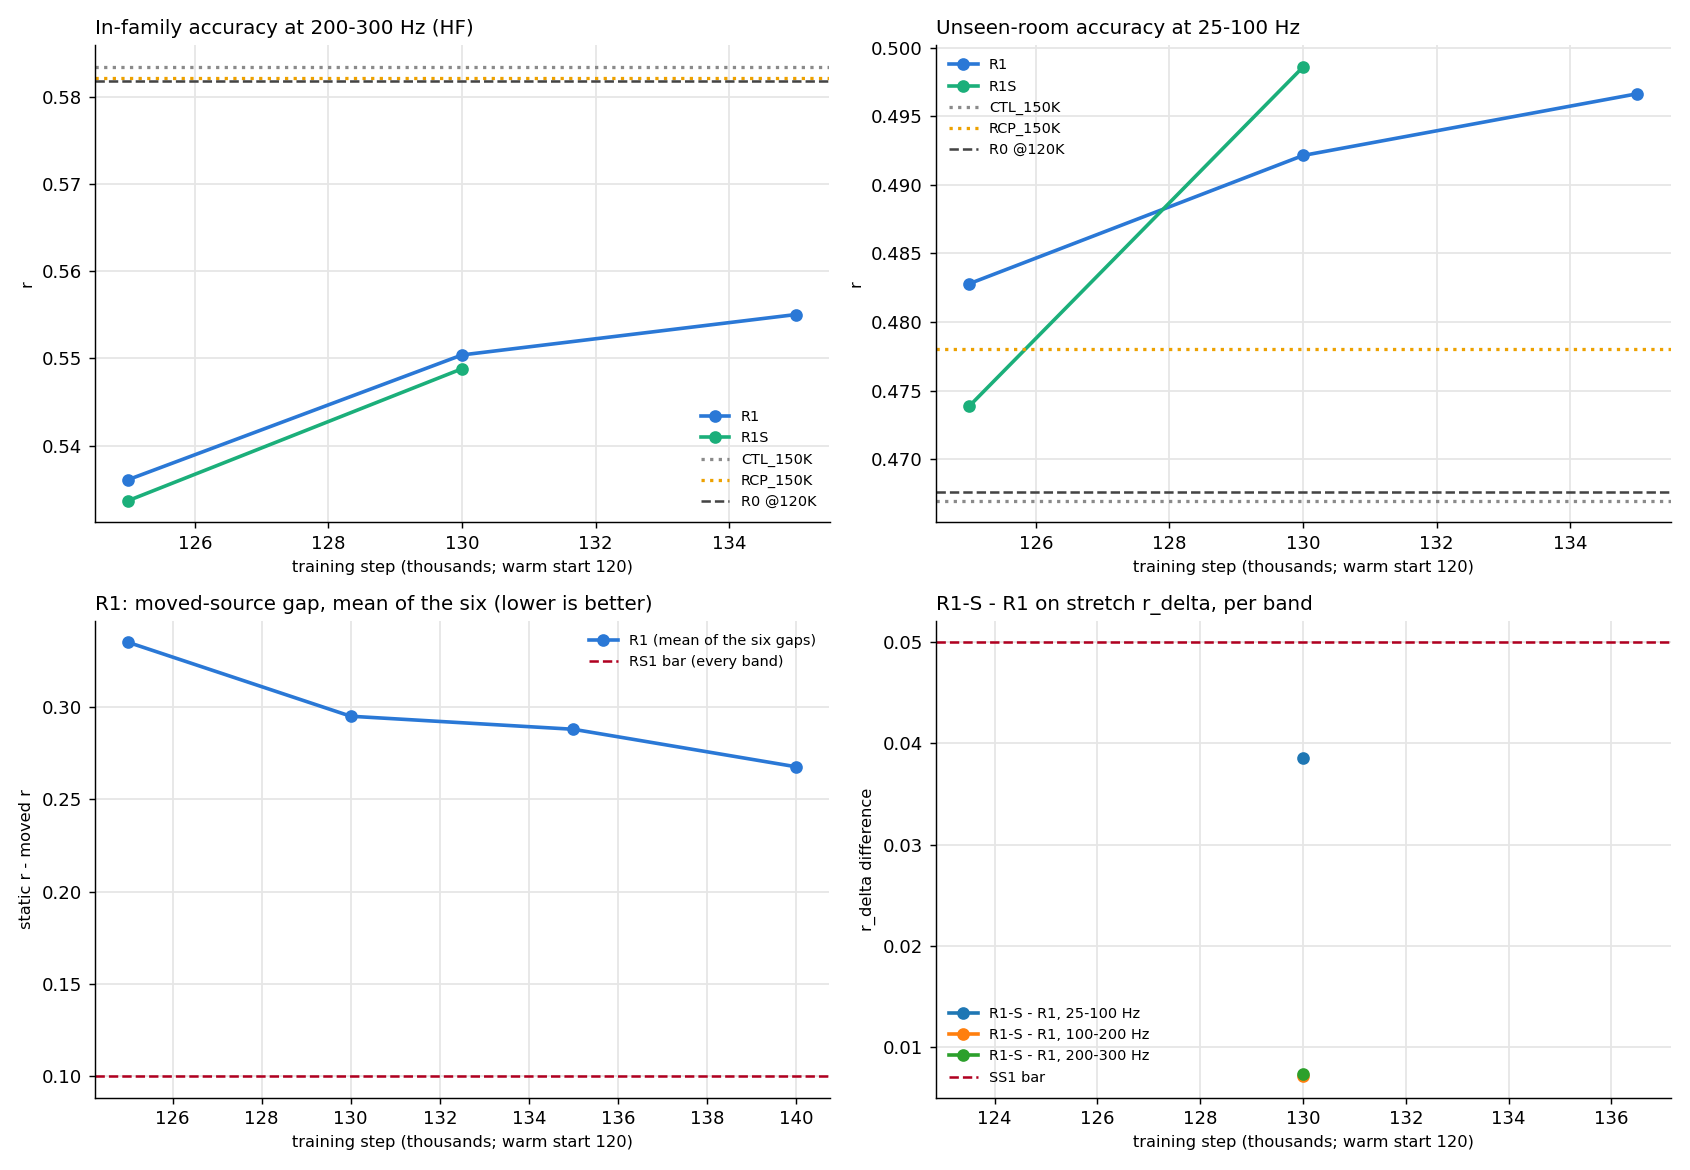 In-family accuracy at 200-300 Hz (HF)
0.58
0.57
0.56
0.55
0.54
r
R1
R1S
CTL_150K
RCP_150K
R0 @120K
126
128
130
132
134
training step (thousands; warm start 120)
Unseen-room accuracy at 25-100 Hz
0.500
0.495
0.490
0.485
0.480
0.475
0.470
r
R1
R1S
CTL_150K
RCP_150K
R0 @120K
126
128
130
132
134
training step (thousands; warm start 120)
R1: moved-source gap, mean of the six (lower is better)
0.30
0.25
0.20
0.15
0.10
static r - moved r
R1 (mean of the six gaps)
RS1 bar (every band)
126
128
130
132
134
136
138
140
training step (thousands; warm start 120)
R1-S - R1 on stretch r_delta, per band
0.05
0.04
0.03
0.02
0.01
r_delta difference
R1-S - R1, 25-100 Hz
R1-S - R1, 100-200 Hz
R1-S - R1, 200-300 Hz
SS1 bar
124
126
128
130
132
134
136
training step (thousands; warm start 120)